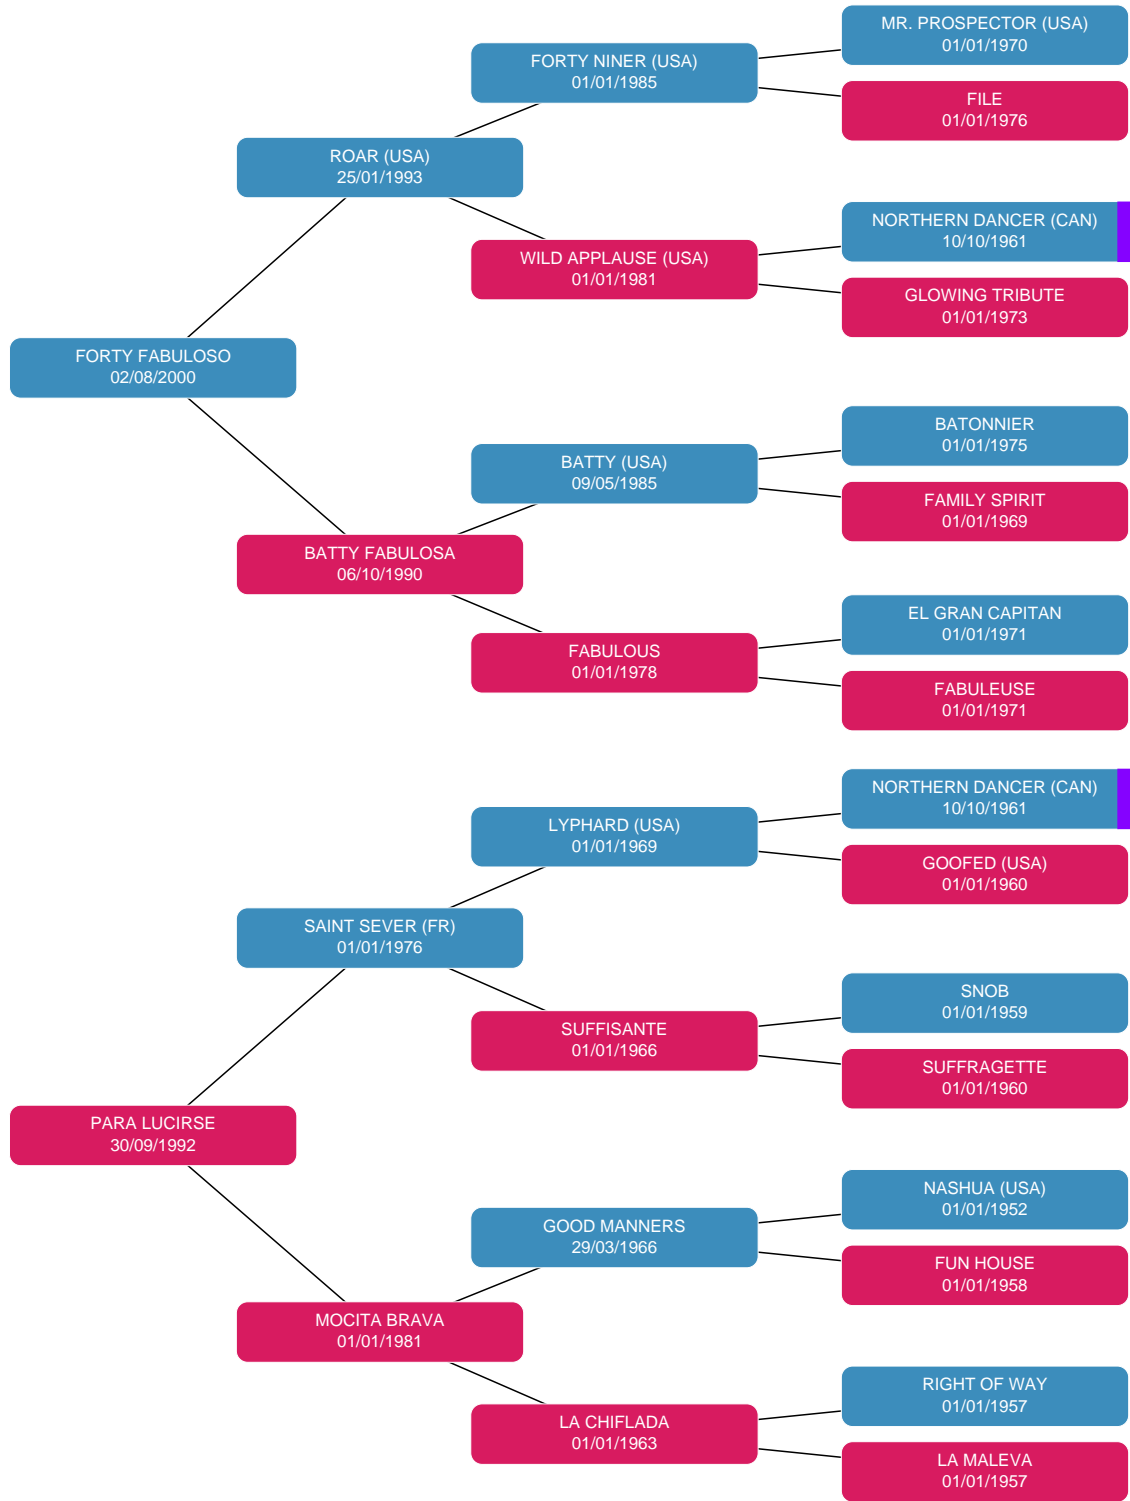 MR. PROSPECTOR (USA)
01/01/1970
FORTY NINER (USA)
01/01/1985
FILE
01/01/1976
ROAR (USA)
25/01/1993
NORTHERN DANCER (CAN)
10/10/1961
WILD APPLAUSE (USA)
01/01/1981
GLOWING TRIBUTE
01/01/1973
FORTY FABULOSO
02/08/2000
BATONNIER
01/01/1975
BATTY (USA)
09/05/1985
FAMILY SPIRIT
01/01/1969
BATTY FABULOSA
06/10/1990
EL GRAN CAPITAN
01/01/1971
FABULOUS
01/01/1978
FABULEUSE
01/01/1971
NORTHERN DANCER (CAN)
10/10/1961
LYPHARD (USA)
01/01/1969
GOOFED (USA)
01/01/1960
SAINT SEVER (FR)
01/01/1976
SNOB
01/01/1959
SUFFISANTE
01/01/1966
SUFFRAGETTE
01/01/1960
PARA LUCIRSE
30/09/1992
NASHUA (USA)
01/01/1952
GOOD MANNERS
29/03/1966
FUN HOUSE
01/01/1958
MOCITA BRAVA
01/01/1981
RIGHT OF WAY
01/01/1957
LA CHIFLADA
01/01/1963
LA MALEVA
01/01/1957